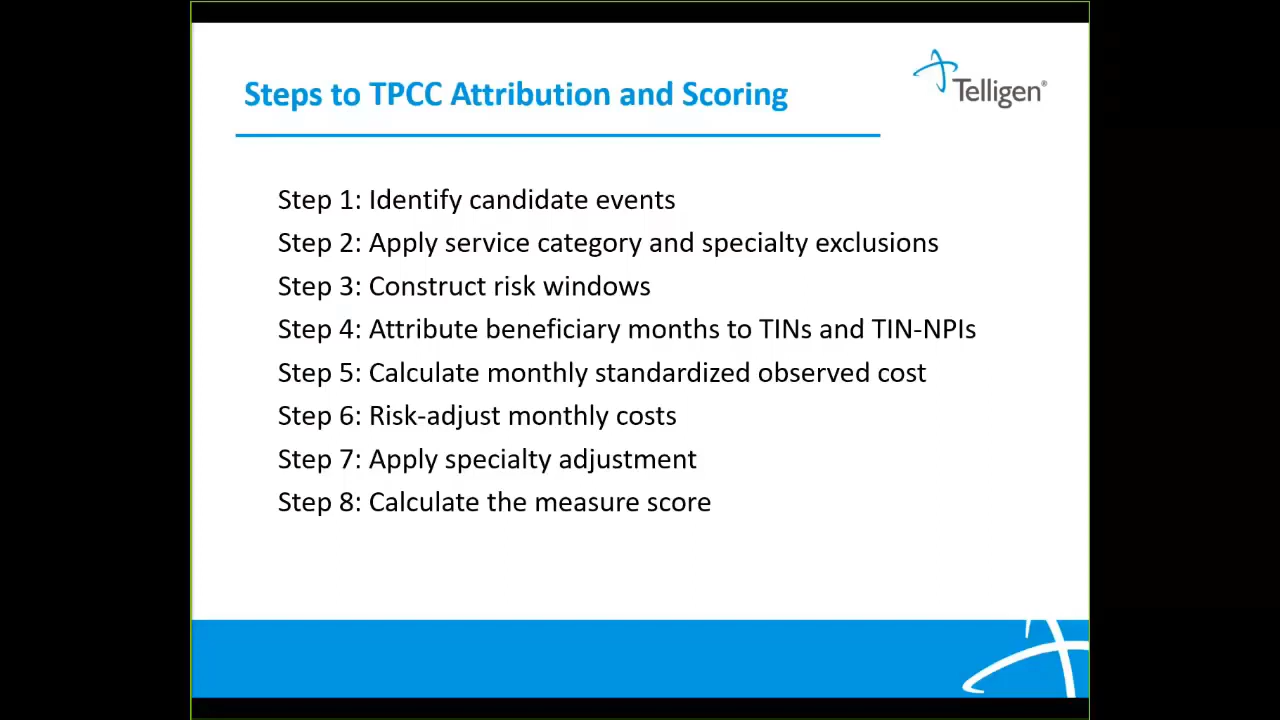 Steps to TPCC Attribution and Scoring
Telligen®
Step 1: Identify candidate events
Step 2: Apply service category and specialty exclusions
Step 3: Construct risk windows
Step 4: Attribute beneficiary months to TINs and TIN-NPIs
Step 5: Calculate monthly standardized observed cost
Step 6: Risk-adjust monthly costs
Step 7: Apply specialty adjustment
Step 8: Calculate the measure score